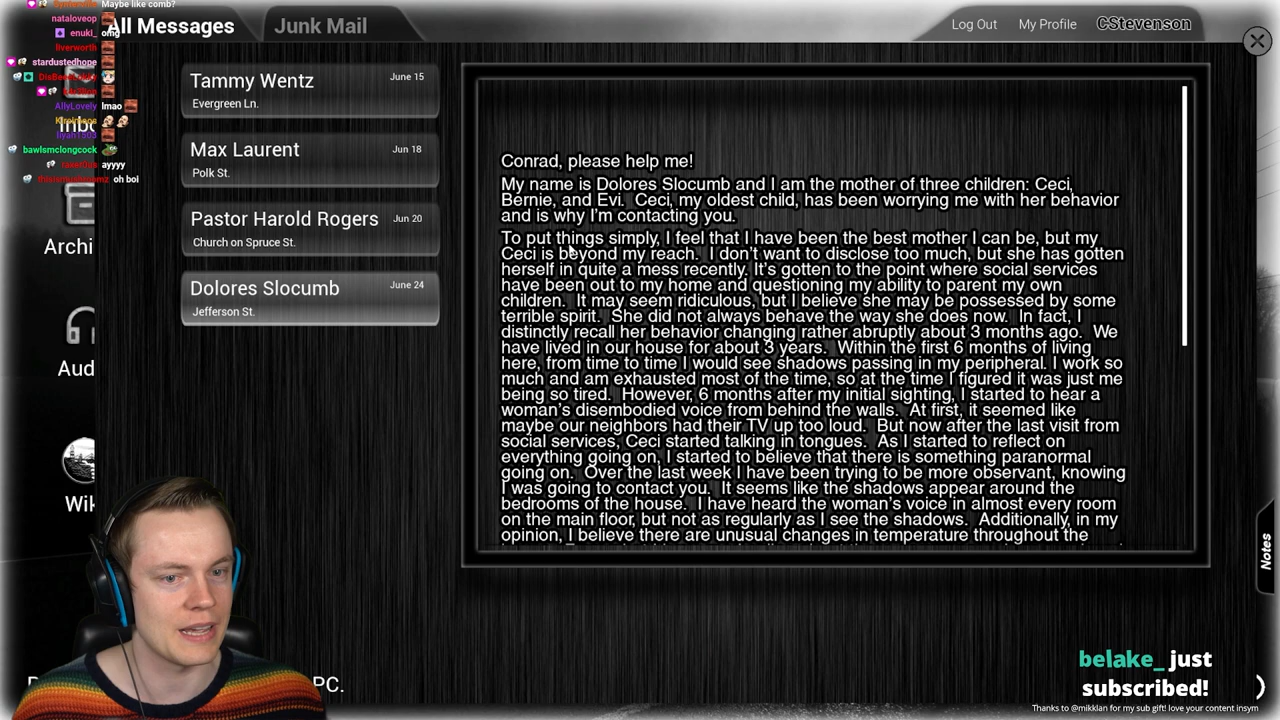 Maybe like comb?
All Messages
Junk Mail
Log Out
My Profile
CStevenson
nataloveop
enuki_ omg
liverworth
stardustedhope
AllyLovely lmao
bawlsmclongcock
ayyyy
oh boi
Archi
Aud
Wik
Tammy Wentz
June 15
Evergreen Ln.
Max Laurent
Jun 18
Polk St.
Pastor Harold Rogers
Jun 20
Church on Spruce St.
Dolores Slocumb
June 24
Jefferson St.
Conrad, please help me!
My name is Dolores Slocumb and I am the mother of three children: Ceci,
Bernie, and Evi. Ceci, my oldest child, has been worrying me with her behavior
and is why I'm contacting you.
To put things simply, I feel that I have been the best mother I can be, but my
Ceci is beyond my reach. I don't want to disclose too much, but she has gotten
herself in quite a mess recently. It's gotten to the point where social services
have been out to my home and questioning my ability to parent my own
children. It may seem ridiculous, but I believe she may be possessed by some
terrible spirit. She did not always behave the way she does now. In fact, I
distinctly recall her behavior changing rather abruptly about 3 months ago. We
have lived in our house for about 3 years. Within the first 6 months of living
here, from time to time I would see shadows passing in my peripheral. I work so
much and am exhausted most of the time, so at the time I figured it was just me
being so tired. However, 6 months after my initial sighting, I started to hear a
woman's disembodied voice from behind the walls. At first, it seemed like
maybe our neighbors had their TV up too loud. But now after the last visit from
social services, Ceci started talking in tongues. As I started to reflect on
everything going on, I started to believe that there is something paranormal
going on. Over the last week I have been trying to be more observant, knowing
I was going to contact you. It seems like the shadows appear around the
bedrooms of the house. I have heard the woman's voice in almost every room
on the main floor, but not as regularly as I see the shadows. Additionally, in my
opinion, I believe there are unusual changes in temperature throughout the
Notes
PC.
belake_ just
subscribed!
Thanks to @mikklan for my sub gift! love your content insym